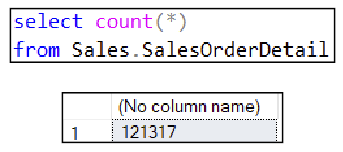 select count(*)
from Sales.SalesOrderDetail
(No column name)
1 121317